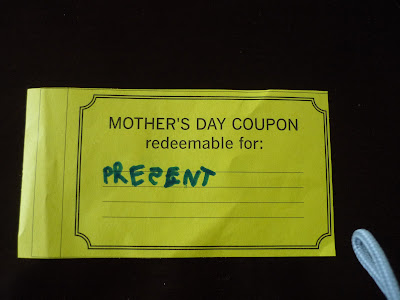 MOTHER'S DAY COUPON
redeemable for:
PRESENT